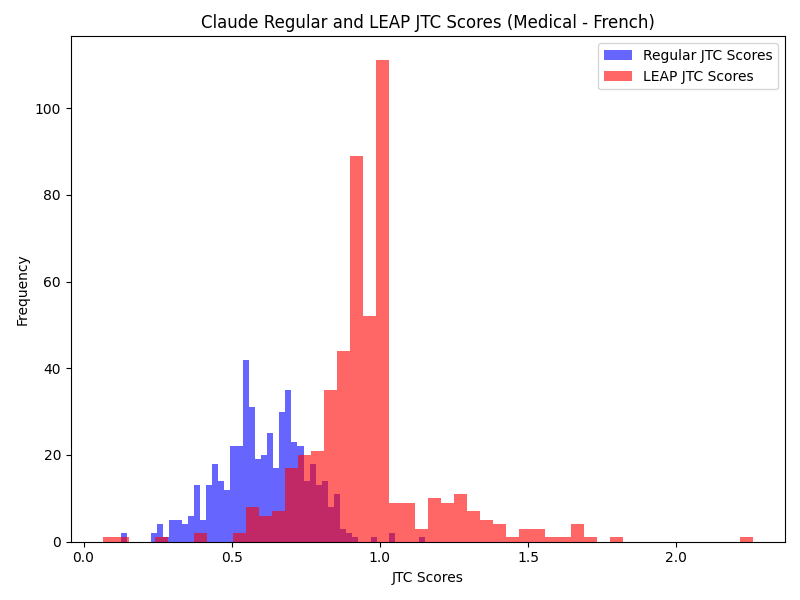 Claude Regular and LEAP JTC Scores (Medical - French)
Regular JTC Scores
LEAP JTC Scores
Frequency
100
80
60
40
20
0
0.0 0.5 1.0 1.5 2.0
JTC Scores